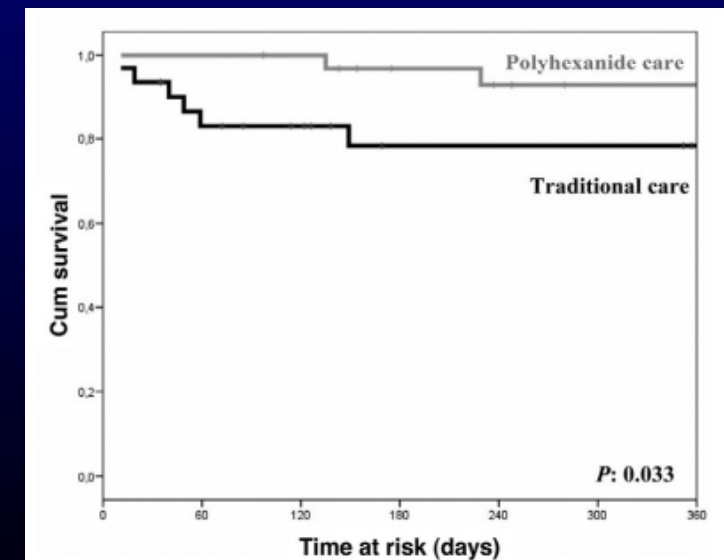 1,0
Polyhexanide care
0,8
Traditional care
0,6
Cum survival
0,4
0,2
P: 0.033
0,0
0 60 120 180 240 300 360
Time at risk (days)